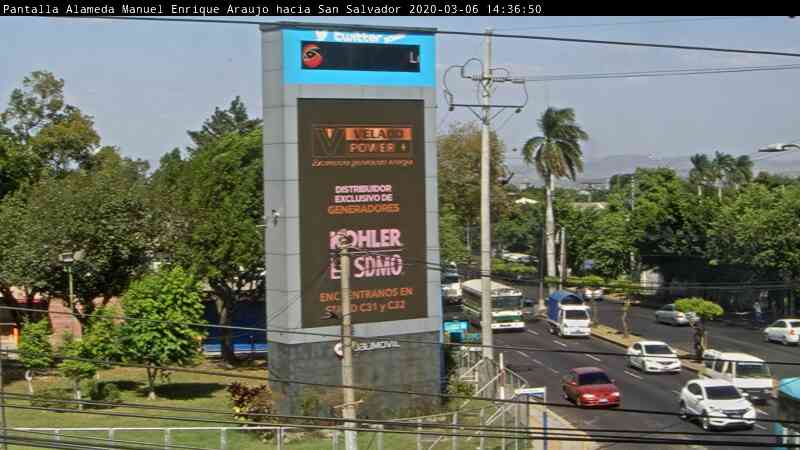 Pantalla Alameda Manuel Enrique Araujo hacia San Salvador 2020-03-06 14:36:50
twitter
VELADO
POWER +
DISTRIBUIDOR
EXCLUSIVO DE
GENERADORES
KOHLER
SDMO
ENCUENTRANOS EN
C31 y C32